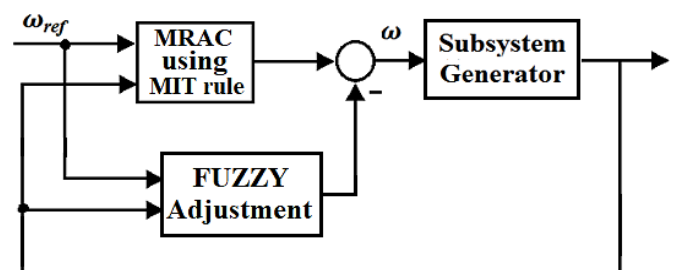 ω_ref
MRAC
using
MIT rule
ω
-
Subsystem
Generator
FUZZY
Adjustment